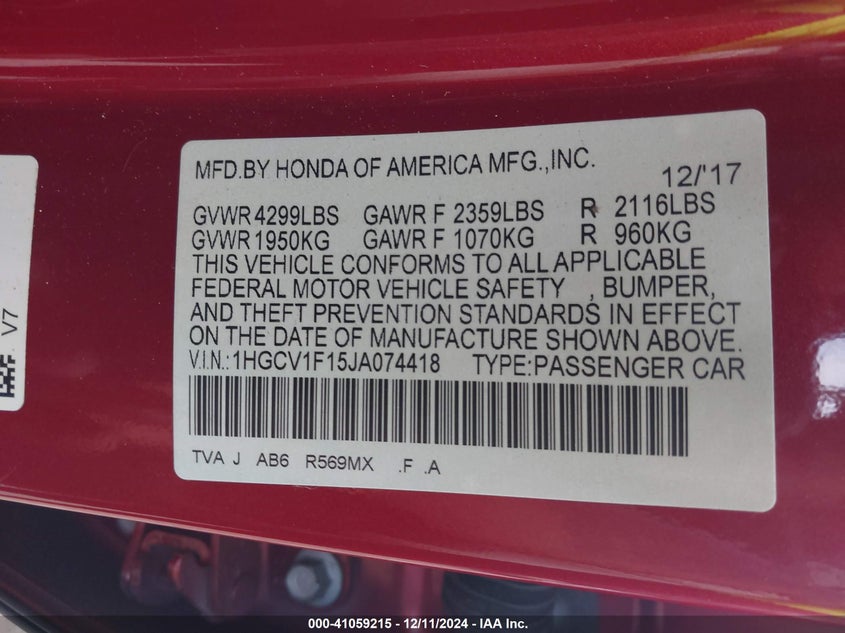 MFD.BY HONDA OF AMERICA MFG.,INC.
12/'17
GVWR 4299LBS GAWR F 2359LBS R 2116LBS
GVWR 1950KG GAWR F 1070KG R 960KG
THIS VEHICLE CONFORMS TO ALL APPLICABLE
FEDERAL MOTOR VEHICLE SAFETY , BUMPER,
AND THEFT PREVENTION STANDARDS IN EFFECT
ON THE DATE OF MANUFACTURE SHOWN ABOVE.
V.I.N.:1HGCV1F15JA074418 TYPE:PASSENGER CAR
TVA J AB6 R569MX .F .A
V7
000-41059215 - 12/11/2024 - IAA Inc.